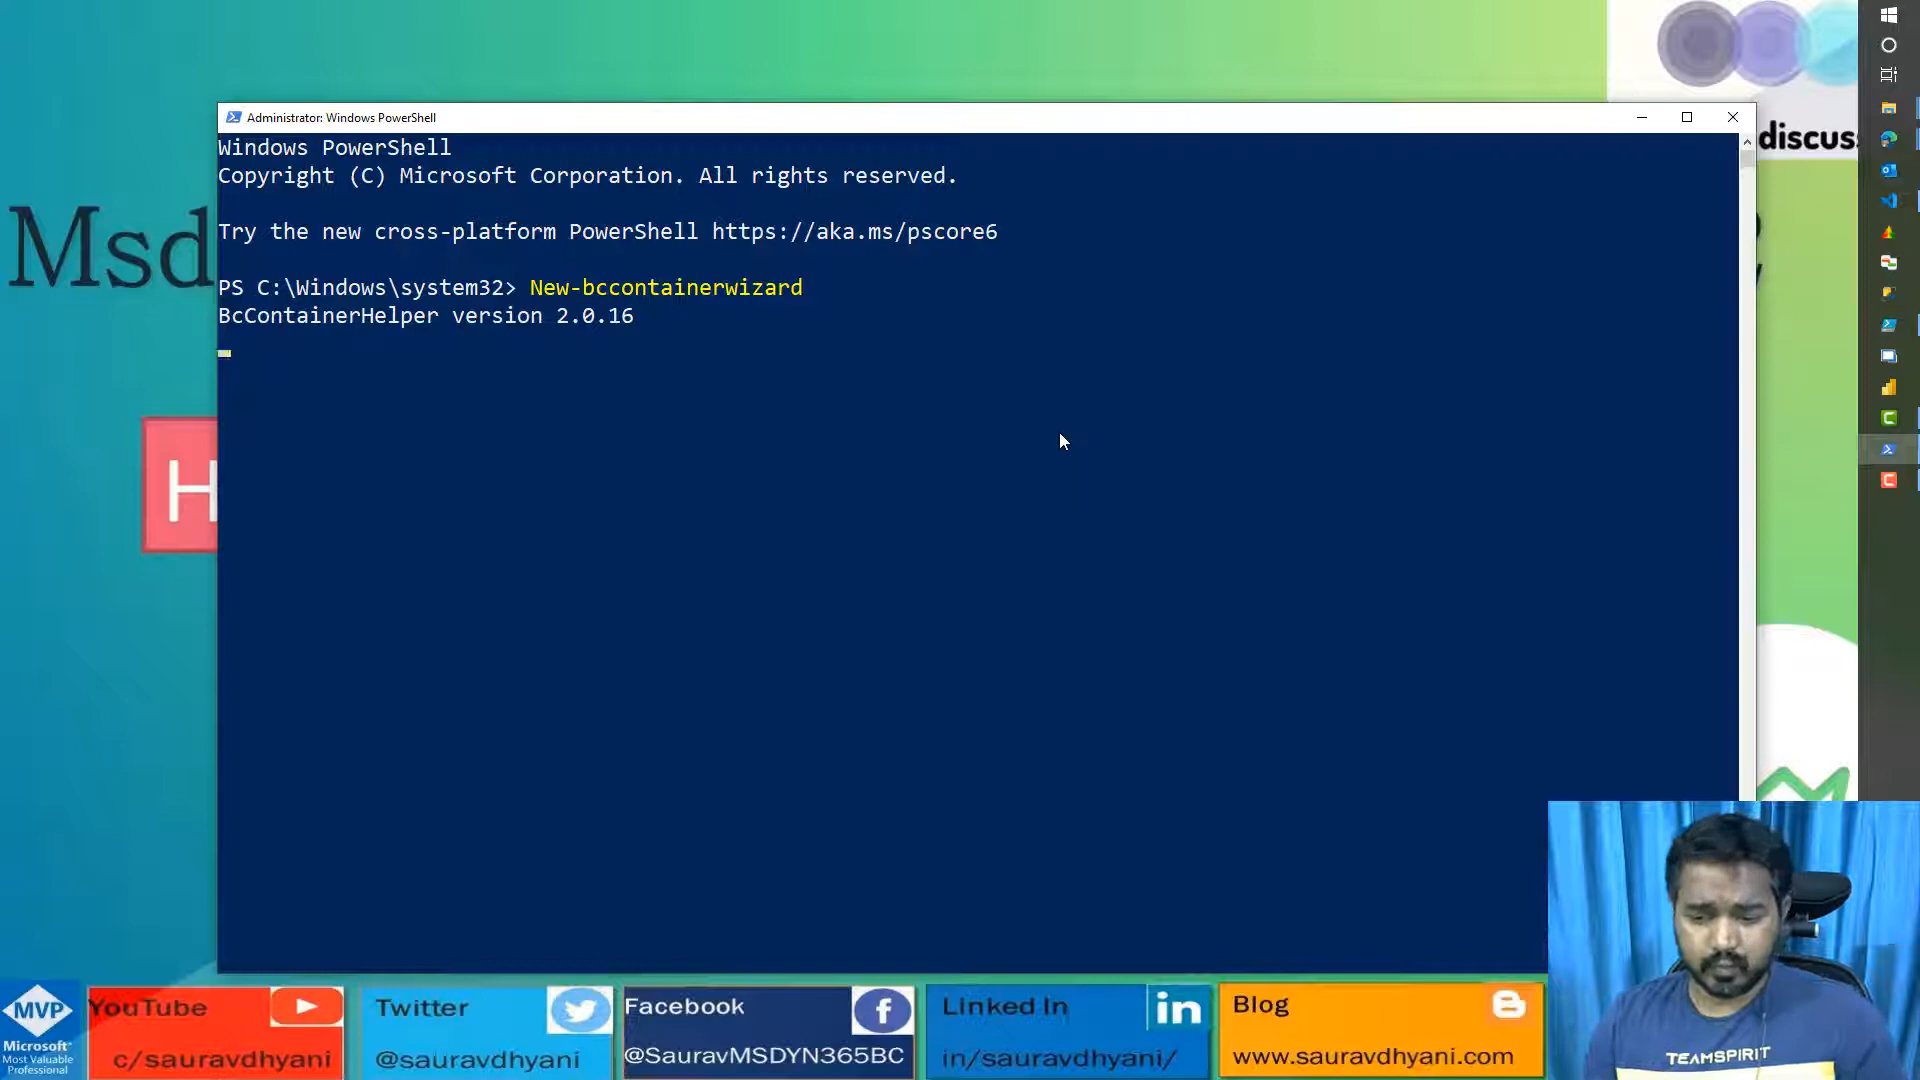 discuss
Administrator: Windows PowerShell
Windows PowerShell
Copyright (C) Microsoft Corporation. All rights reserved.
Try the new cross-platform PowerShell https://aka.ms/pscore6
Msd
PS C:\Windows\system32> New-bccontainerwizard
BcContainerHelper version 2.0.16
H
MVP
Microsoft®
Most Valuable
Professional
YouTube
c/sauravdhyani
Twitter
@sauravdhyani
Facebook
@SauravMSDYN365BC
Linked In
in
in/sauravdhyani/
Blog
www.sauravdhyani.com
TEAMSPIRIT